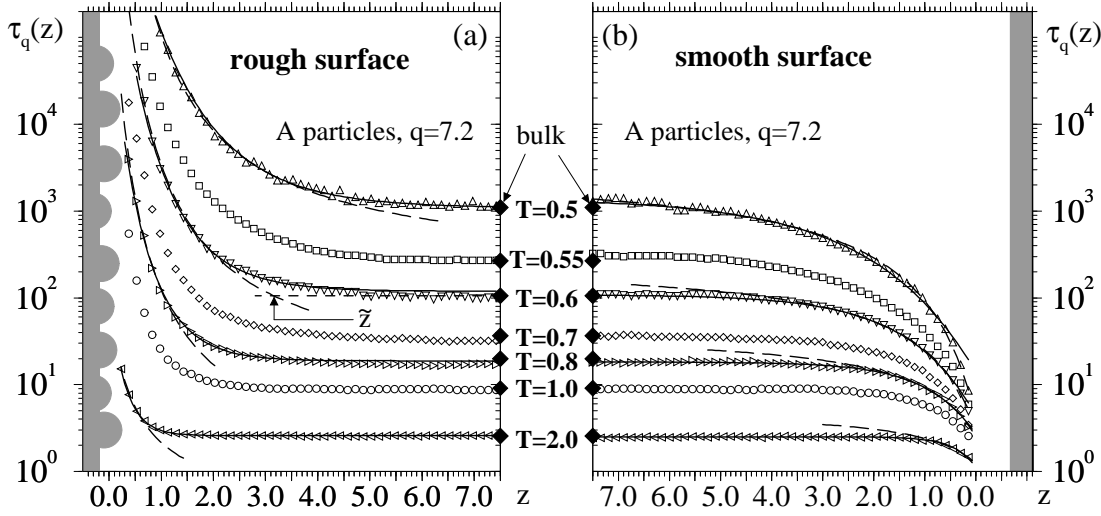 τq(z)
(a)
(b)
τq(z)
rough surface
smooth surface
A particles, q=7.2
bulk
A particles, q=7.2
10^4
10^4
10^3
T=0.5
10^3
T=0.55
10^2
T=0.6
10^2
z̃
T=0.7
T=0.8
10^1
T=1.0
10^1
T=2.0
10^0
10^0
0.0 1.0 2.0 3.0 4.0 5.0 6.0 7.0 z 7.0 6.0 5.0 4.0 3.0 2.0 1.0 0.0 z